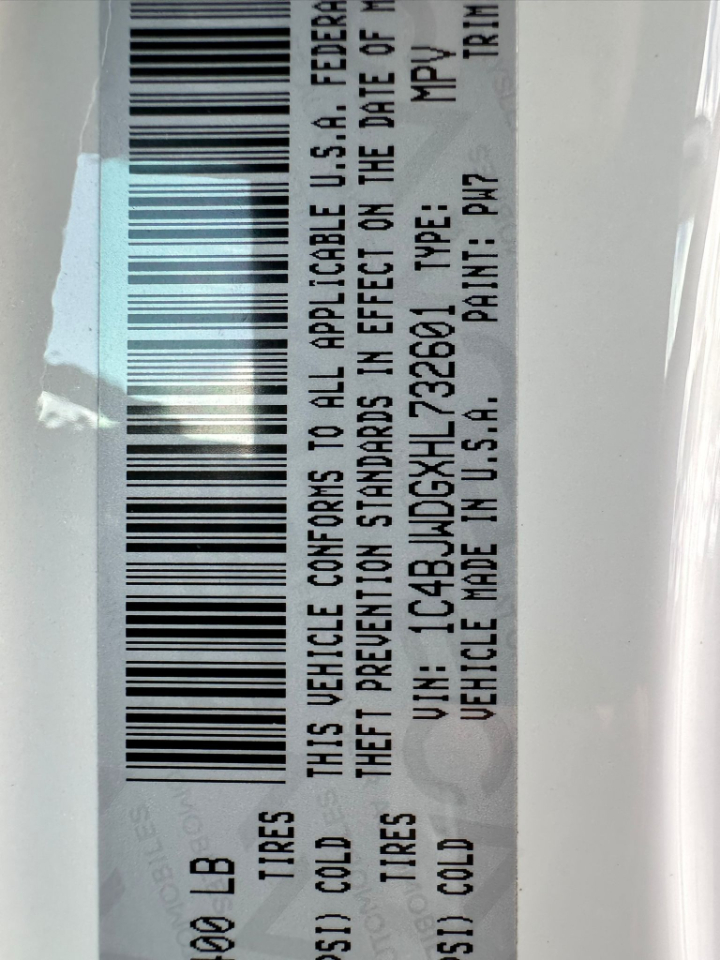 400 LB
TIRES
PSI) COLD
TIRES
PSI) COLD
THIS VEHICLE CONFORMS TO ALL APPLICABLE U.S.A. FEDERA
THEFT PREVENTION STANDARDS IN EFFECT ON THE DATE OF M
VIN: 1C4BJWDGXHL732601 TYPE: MPV
VEHICLE MADE IN U.S.A. PAINT: PW7 TRIM